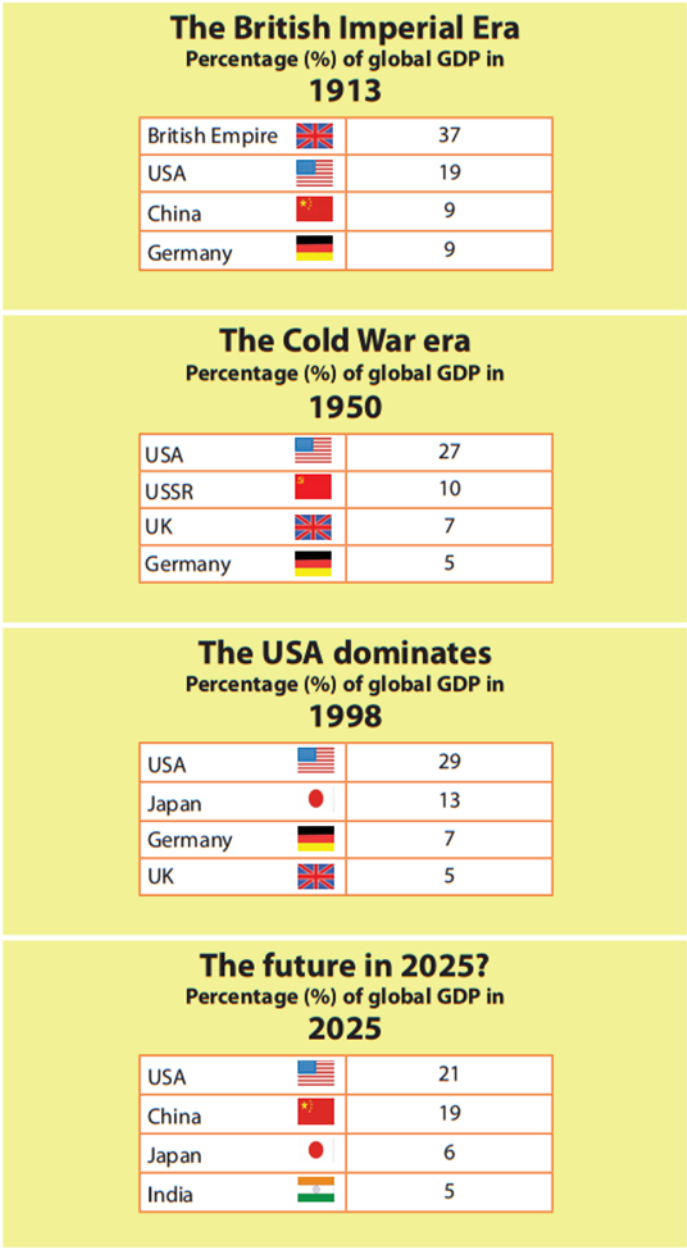 The British Imperial Era
Percentage (%) of global GDP in
1913
British Empire 37
USA 19
China 9
Germany 9
The Cold War era
Percentage (%) of global GDP in
1950
USA 27
USSR 10
UK 7
Germany 5
The USA dominates
Percentage (%) of global GDP in
1998
USA 29
Japan 13
Germany 7
UK 5
The future in 2025?
Percentage (%) of global GDP in
2025
USA 21
China 19
Japan 6
India 5